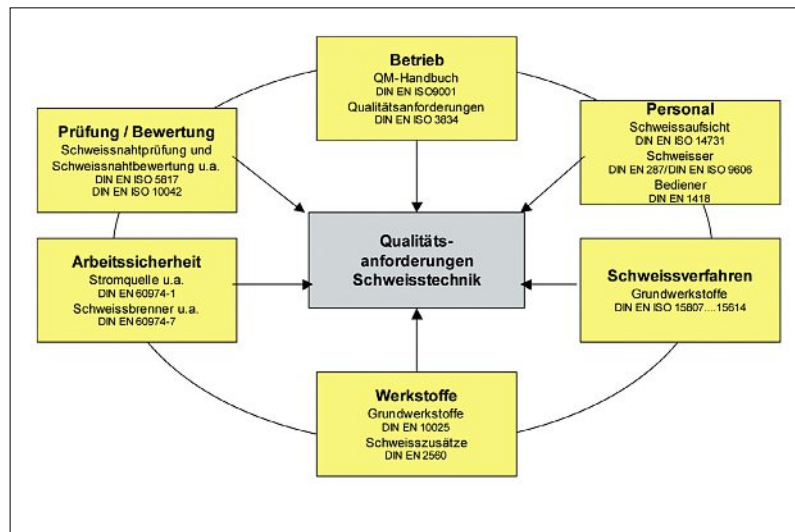 Betrieb
QM-Handbuch
DIN EN ISO9001
Qualitätsanforderungen
DIN EN ISO 3834
Personal
Schweissaufsicht
DIN EN ISO 14731
Schweisser
DIN EN 287/DIN EN ISO 9606
Bediener
DIN EN 1418
Prüfung / Bewertung
Schweissnahtprüfung und
Schweissnahtbewertung u.a.
DIN EN ISO 5817
DIN EN ISO 10042
Qualitäts-
anforderungen
Schweisstechnik
Arbeitssicherheit
Stromquelle u.a.
DIN EN 60974-1
Schweissbrenner u.a.
DIN EN 60974-7
Schweissverfahren
Grundwerkstoffe
DIN EN ISO 15807....15614
Werkstoffe
Grundwerkstoffe
DIN EN 10025
Schweisszusätze
DIN EN 2560